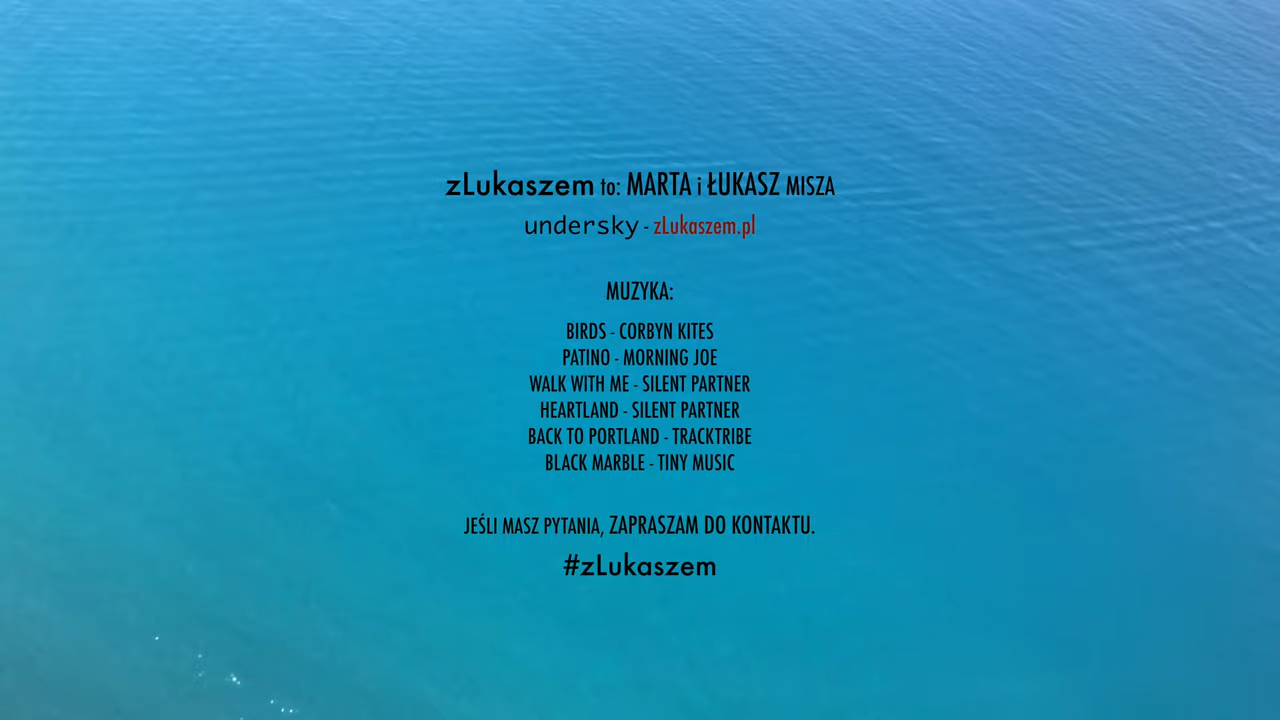 zLukaszem to: MARTA i ŁUKASZ MISZA
undersky - zLukaszem.pl
MUZYKA:
BIRDS - CORBYN KITES
PATINO - MORNING JOE
WALK WITH ME - SILENT PARTNER
HEARTLAND - SILENT PARTNER
BACK TO PORTLAND - TRACKTRIBE
BLACK MARBLE - TINY MUSIC
JEŚLI MASZ PYTANIA, ZAPRASZAM DO KONTAKTU.
#zLukaszem